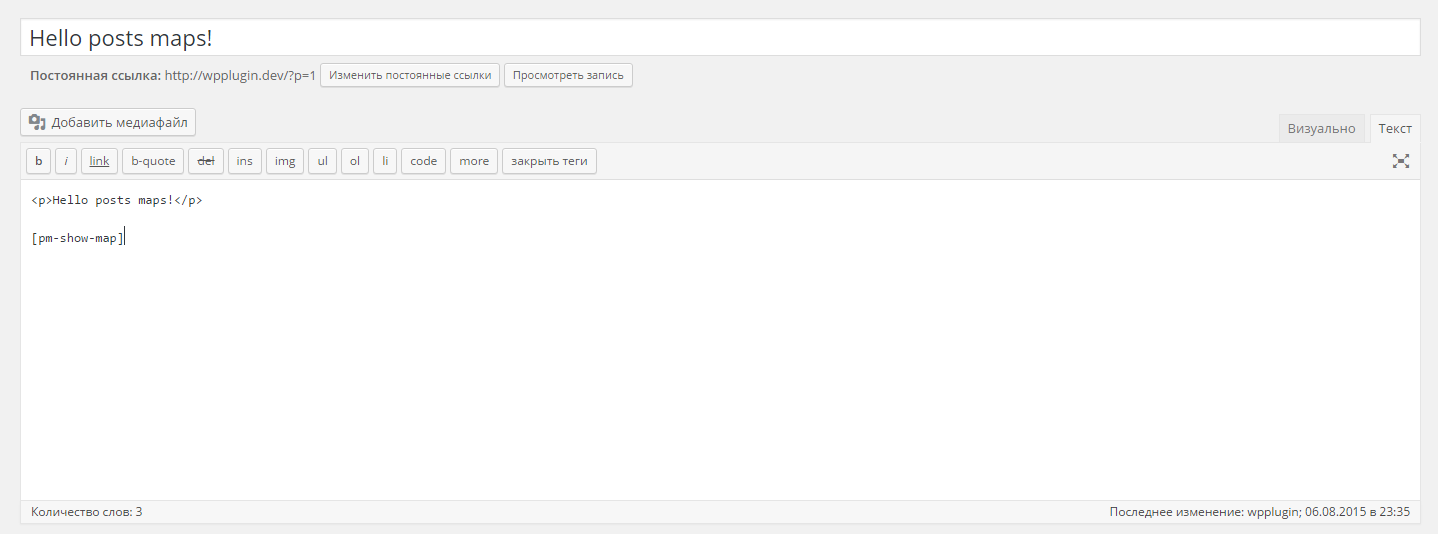 Hello posts maps!
Постоянная ссылка: http://wpplugin.dev/?p=1 Изменить постоянные ссылки Просмотреть запись
Добавить медиафайл
Визуально Текст
b i link b-quote del ins img ul ol li code more закрыть теги
<p>Hello posts maps!</p>
[pm-show-map]
Количество слов: 3 Последнее изменение: wpplugin; 06.08.2015 в 23:35